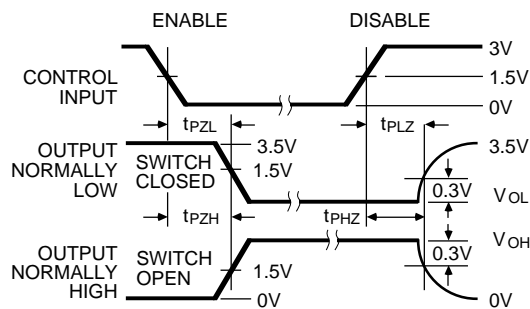 ENABLE DISABLE
3V
CONTROL INPUT 1.5V
0V
tPZL tPLZ
OUTPUT NORMALLY LOW
3.5V 3.5V
SWITCH CLOSED
1.5V
0.3V VOL
tPZH tPHZ
VOH
OUTPUT NORMALLY HIGH
SWITCH OPEN
0.3V
1.5V
0V 0V